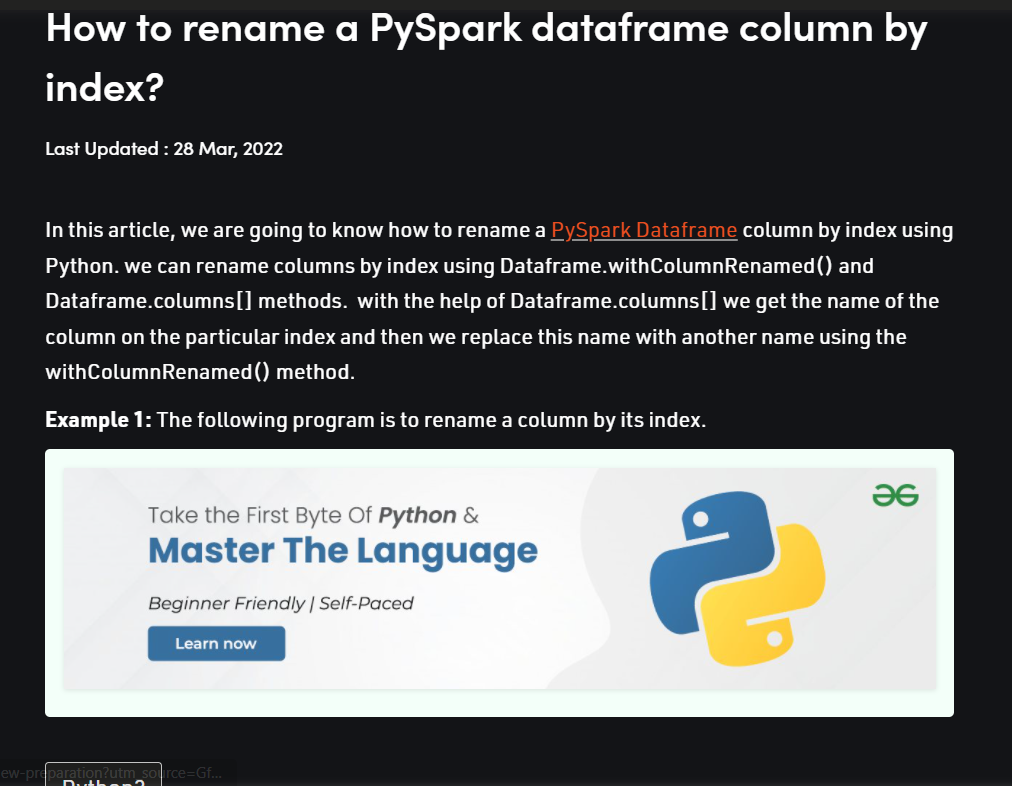 How to rename a PySpark dataframe column by
index?
Last Updated : 28 Mar, 2022
In this article, we are going to know how to rename a PySpark Dataframe column by index using
Python. we can rename columns by index using Dataframe.withColumnRenamed() and
Dataframe.columns[] methods.  with the help of Dataframe.columns[] we get the name of the
column on the particular index and then we replace this name with another name using the
withColumnRenamed() method.
Example 1: The following program is to rename a column by its index.
Take the First Byte Of Python &
Master The Language
Beginner Friendly | Self-Paced
Learn now
ew-preparation?utm_source=Gf...
Python3